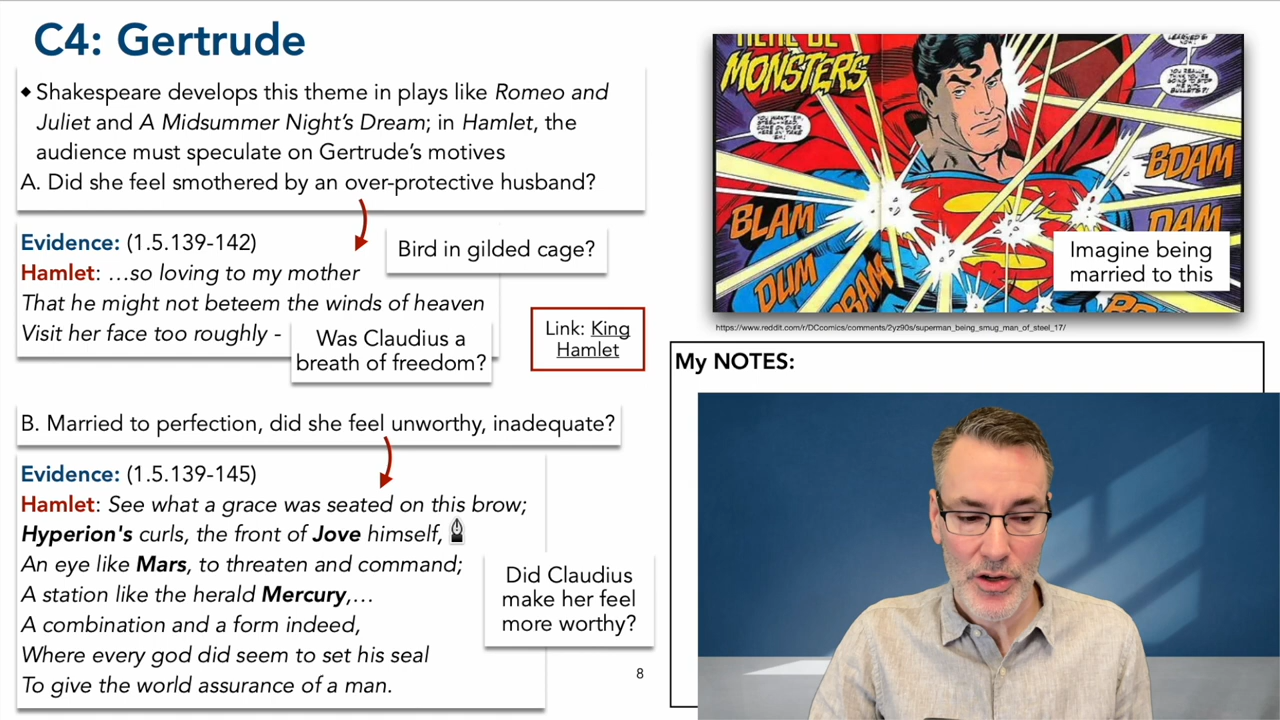 C4: Gertrude
◆ Shakespeare develops this theme in plays like Romeo and
Juliet and A Midsummer Night's Dream; in Hamlet, the
audience must speculate on Gertrude's motives
A. Did she feel smothered by an over-protective husband?
Evidence: (1.5.139-142)
Hamlet: …so loving to my mother
That he might not beteem the winds of heaven
Visit her face too roughly -
Bird in gilded cage?
Was Claudius a
breath of freedom?
Link: King
Hamlet
B. Married to perfection, did she feel unworthy, inadequate?
Evidence: (1.5.139-145)
Hamlet: See what a grace was seated on this brow;
Hyperion's curls, the front of Jove himself,
An eye like Mars, to threaten and command;
A station like the herald Mercury,…
A combination and a form indeed,
Where every god did seem to set his seal
To give the world assurance of a man.
Did Claudius
make her feel
more worthy?
8
HERE BE
MONSTERS
BLAM
DUM
BDAM
DAM
Imagine being
married to this
https://www.reddit.com/r/DCcomics/comments/2yz90s/superman_being_smug_man_of_steel_17/
My NOTES: